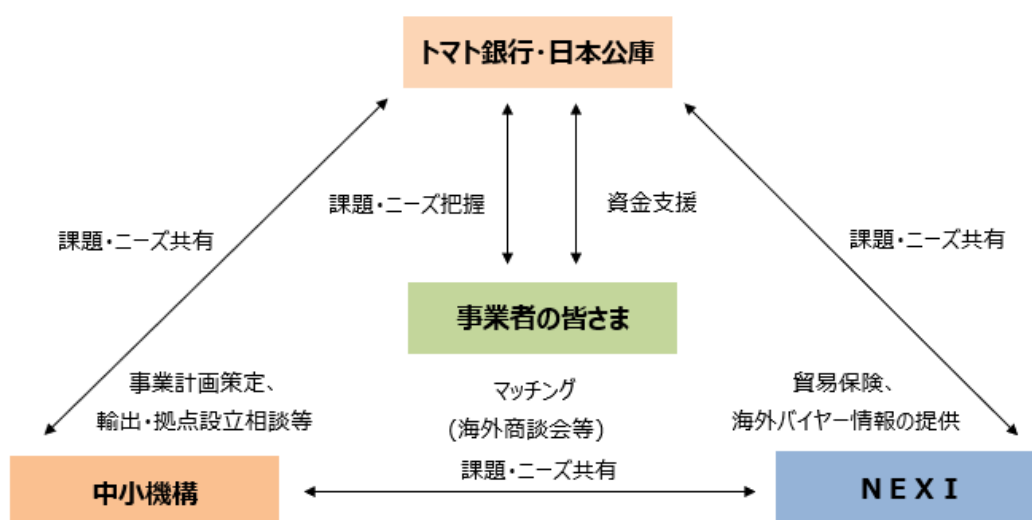 トマト銀行・日本公庫
課題・ニーズ把握
資金支援
課題・ニーズ共有
課題・ニーズ共有
事業者の皆さま
事業計画策定、
輸出・拠点設立相談等
マッチング
(海外商談会等)
貿易保険、
海外バイヤー情報の提供
課題・ニーズ共有
中小機構
ＮＥＸＩ